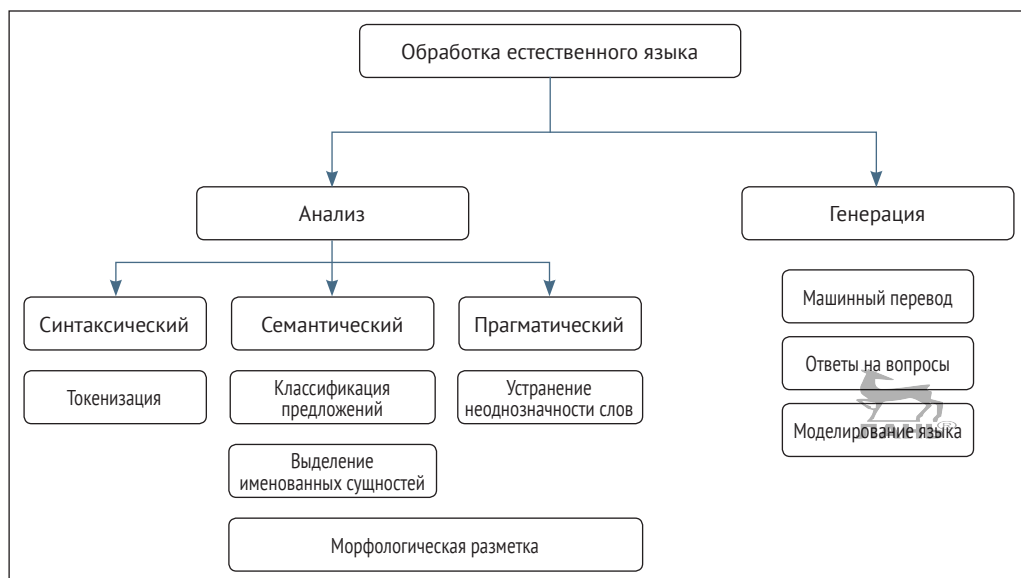 Обработка естественного языка
Анализ
Генерация
Синтаксический
Семантический
Прагматический
Токенизация
Классификация
предложений
Выделение
именованных сущностей
Устранение
неоднозначности слов
Морфологическая разметка
Машинный перевод
Ответы на вопросы
Моделирование языка
ЛАНЬ®